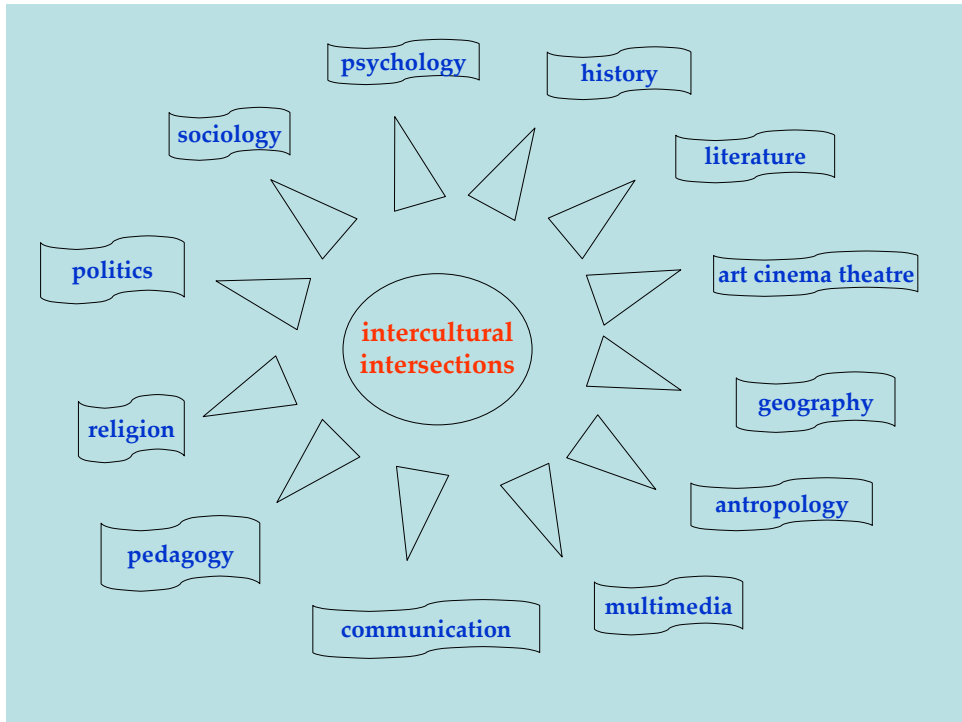 psychology
history
sociology
literature
politics
art cinema theatre
intercultural
intersections
geography
religion
antropology
pedagogy
multimedia
communication